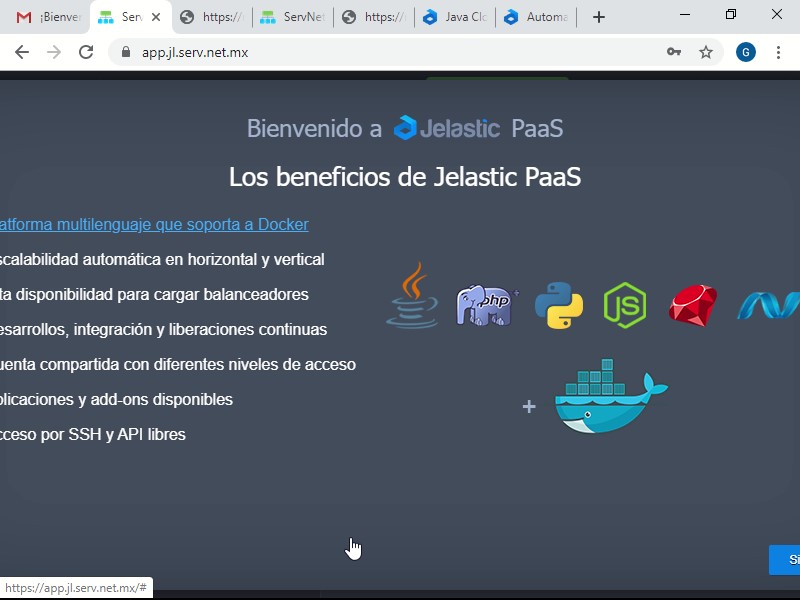 ¡Bienver
Serv
https://
ServNet
https://
Java Clo
Automa
app.jl.serv.net.mx
G
Bienvenido a Jelastic PaaS
Los beneficios de Jelastic PaaS
atforma multilenguaje que soporta a Docker
scalabilidad automática en horizontal y vertical
ta disponibilidad para cargar balanceadores
esarrollos, integración y liberaciones continuas
uenta compartida con diferentes niveles de acceso
plicaciones y add-ons disponibles
cceso por SSH y API libres
php
JS
+
Si
https://app.jl.serv.net.mx/#